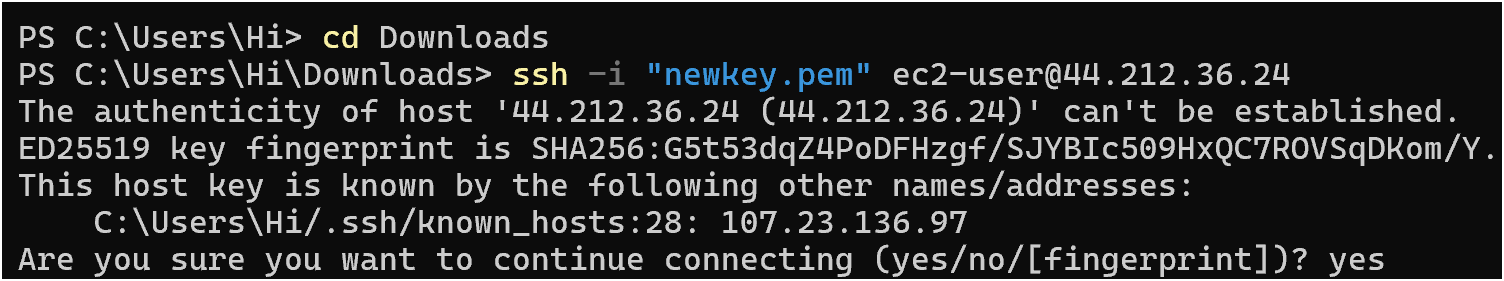 PS C:\Users\Hi> cd Downloads
PS C:\Users\Hi\Downloads> ssh -i "newkey.pem" ec2-user@44.212.36.24
The authenticity of host '44.212.36.24 (44.212.36.24)' can't be established.
ED25519 key fingerprint is SHA256:G5t53dqZ4PoDFHzgf/SJYBIc509HxQC7ROVSqDKom/Y.
This host key is known by the following other names/addresses:
    C:\Users\Hi/.ssh/known_hosts:28: 107.23.136.97
Are you sure you want to continue connecting (yes/no/[fingerprint])? yes